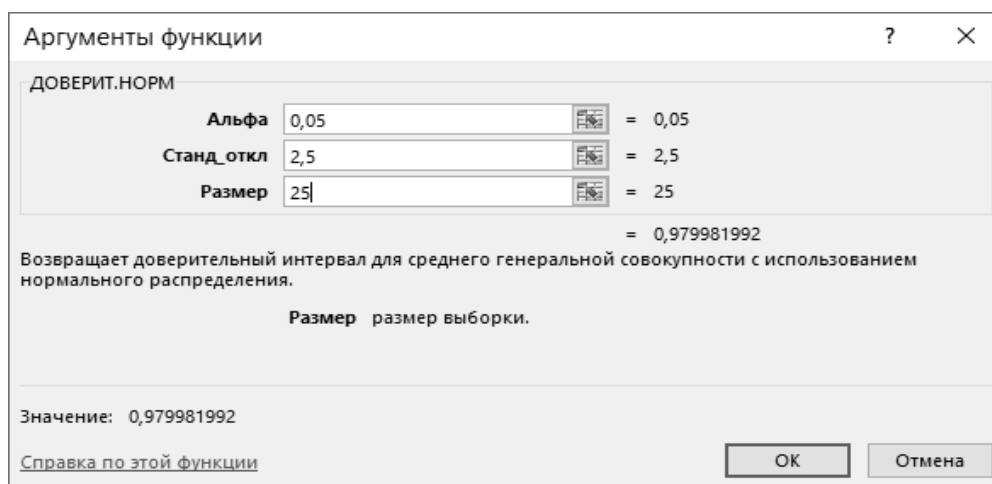 Аргументы функции ? ×
ДОВЕРИТ.НОРМ
Альфа 0,05 = 0,05
Станд_откл 2,5 = 2,5
Размер 25 = 25
= 0,979981992
Возвращает доверительный интервал для среднего генеральной совокупности с использованием
нормального распределения.
Размер размер выборки.
Значение: 0,979981992
Справка по этой функции ОК Отмена